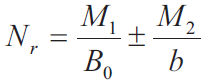 N_r = M_1/B_0 ± M_2/b